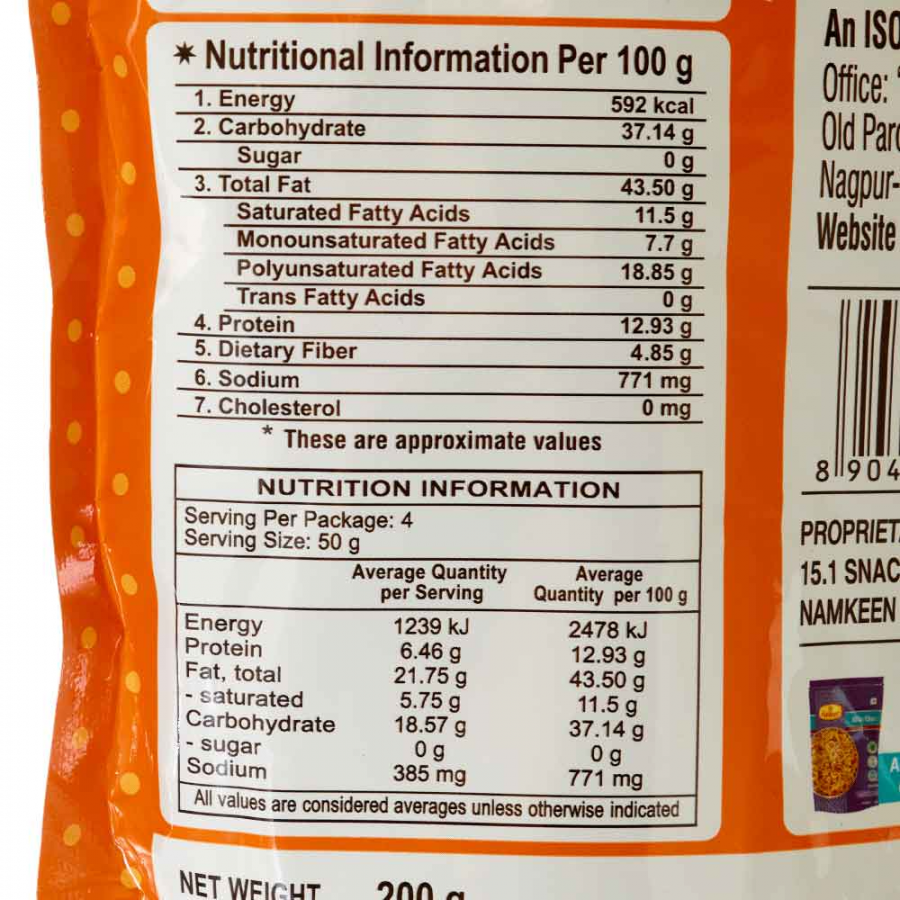 ✶ Nutritional Information Per 100 g
1. Energy 592 kcal
2. Carbohydrate 37.14 g
Sugar 0 g
3. Total Fat 43.50 g
Saturated Fatty Acids 11.5 g
Monounsaturated Fatty Acids 7.7 g
Polyunsaturated Fatty Acids 18.85 g
Trans Fatty Acids 0 g
4. Protein 12.93 g
5. Dietary Fiber 4.85 g
6. Sodium 771 mg
7. Cholesterol 0 mg
* These are approximate values
NUTRITION INFORMATION
Serving Per Package: 4
Serving Size: 50 g
Average Quantity per Serving
Average Quantity per 100 g
Energy 1239 kJ 2478 kJ
Protein 6.46 g 12.93 g
Fat, total 21.75 g 43.50 g
- saturated 5.75 g 11.5 g
Carbohydrate 18.57 g 37.14 g
- sugar 0 g 0 g
Sodium 385 mg 771 mg
All values are considered averages unless otherwise indicated
NET WEIGHT 200 g
An ISO
Office:
Old
Nagpur-
Website
8 904
15.1
NAMKEEN